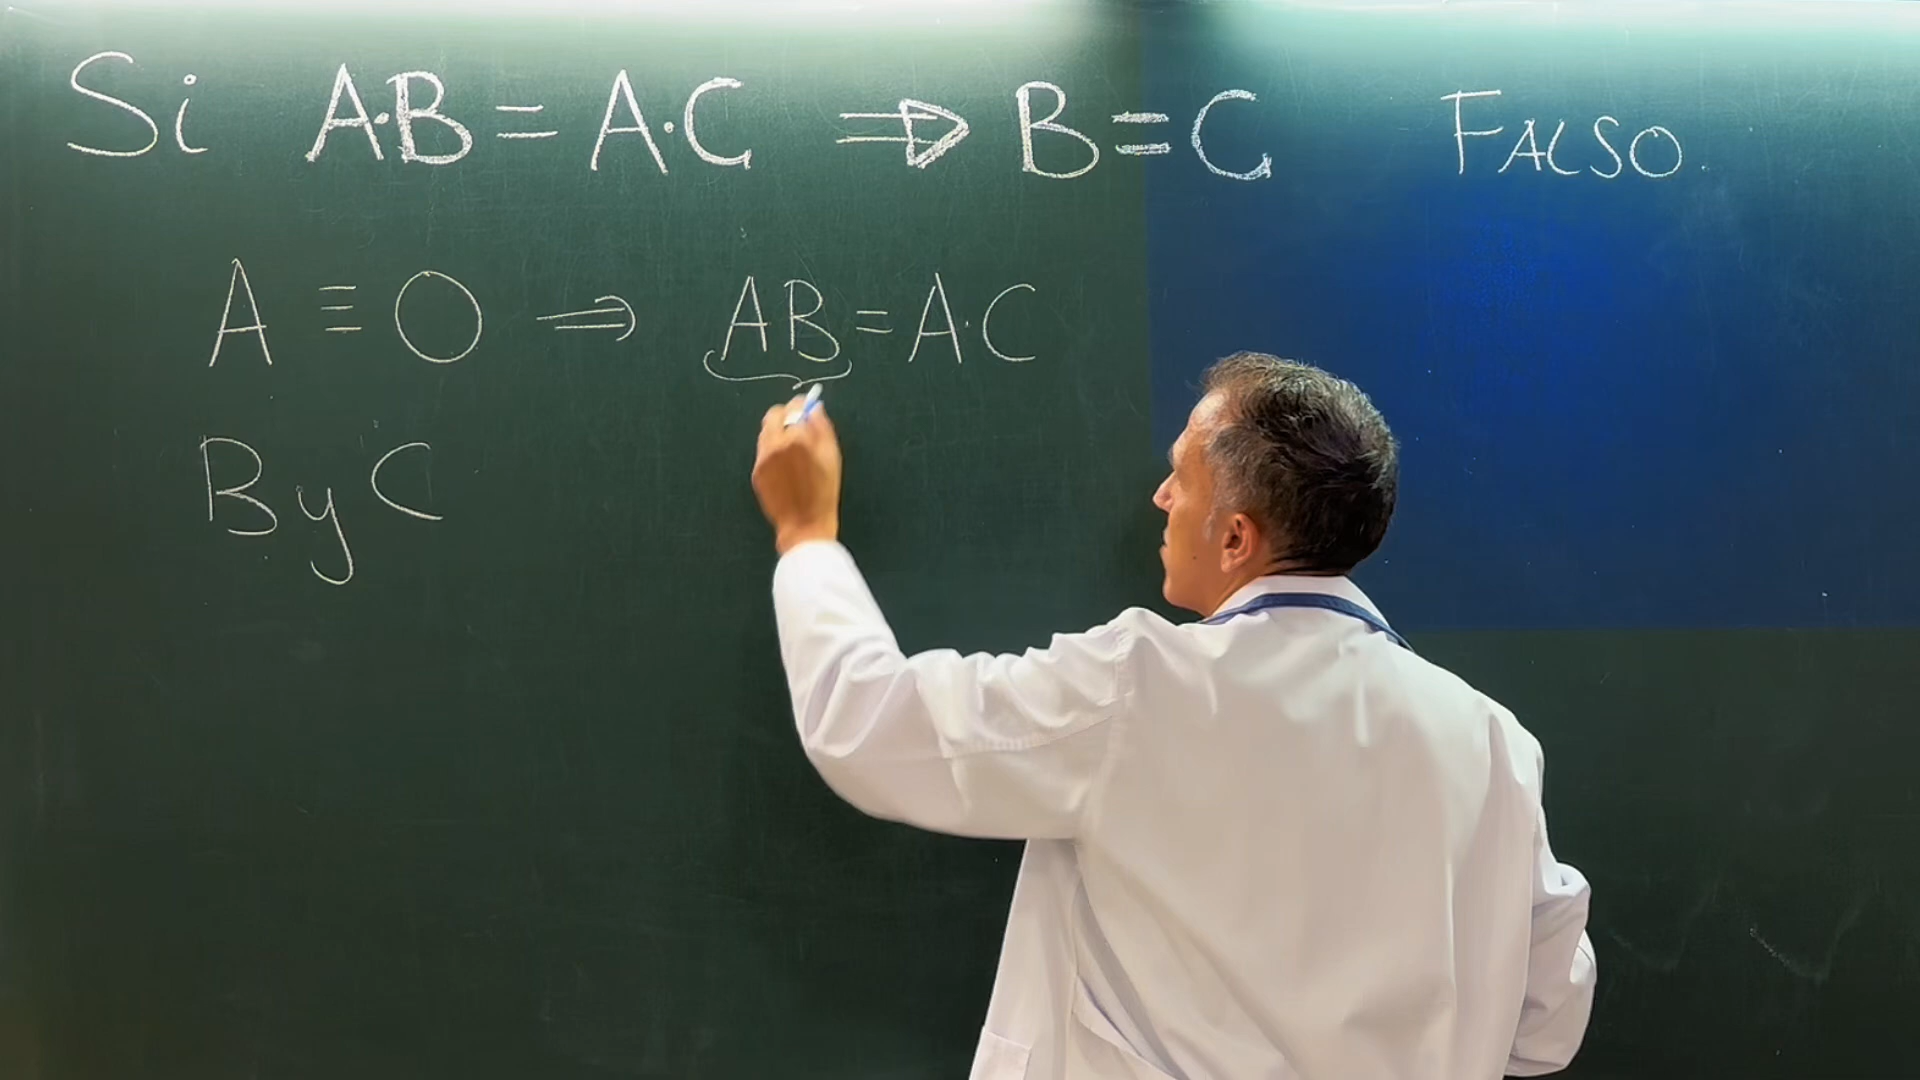 Si A·B = A·C ⇒ B = C FALSO.
A ≡ O ⇒ AB = A·C
B y C